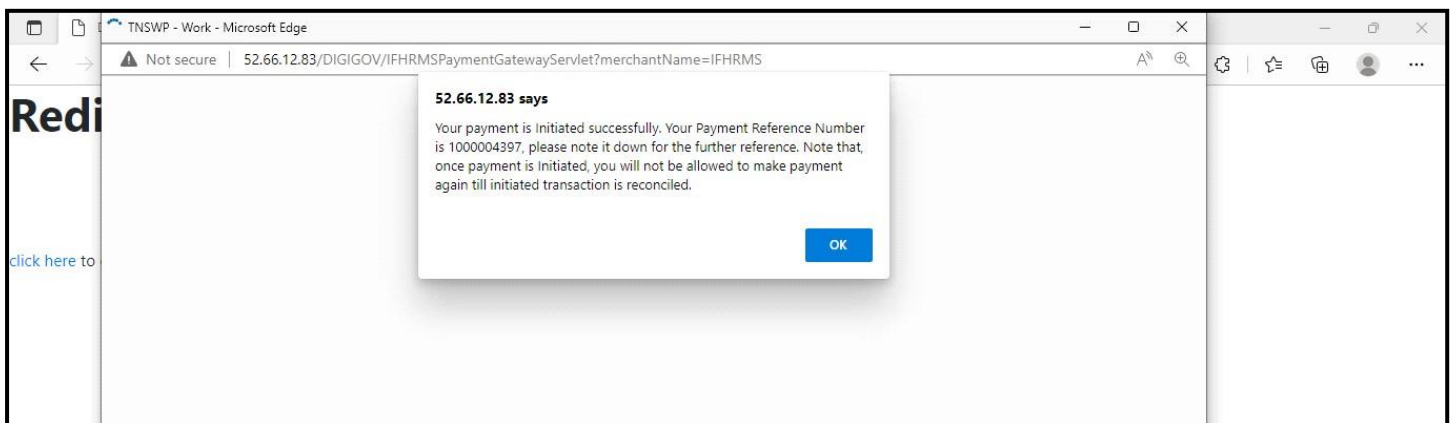 TNSWP - Work - Microsoft Edge
Not secure | 52.66.12.83/DIGIGOV/IFHRMSPaymentGatewayServlet?merchantName=IFHRMS
52.66.12.83 says
Redi
Your payment is Initiated successfully. Your Payment Reference Number
is 1000004397, please note it down for the further reference. Note that,
once payment is Initiated, you will not be allowed to make payment
again till initiated transaction is reconciled.
OK
click here to